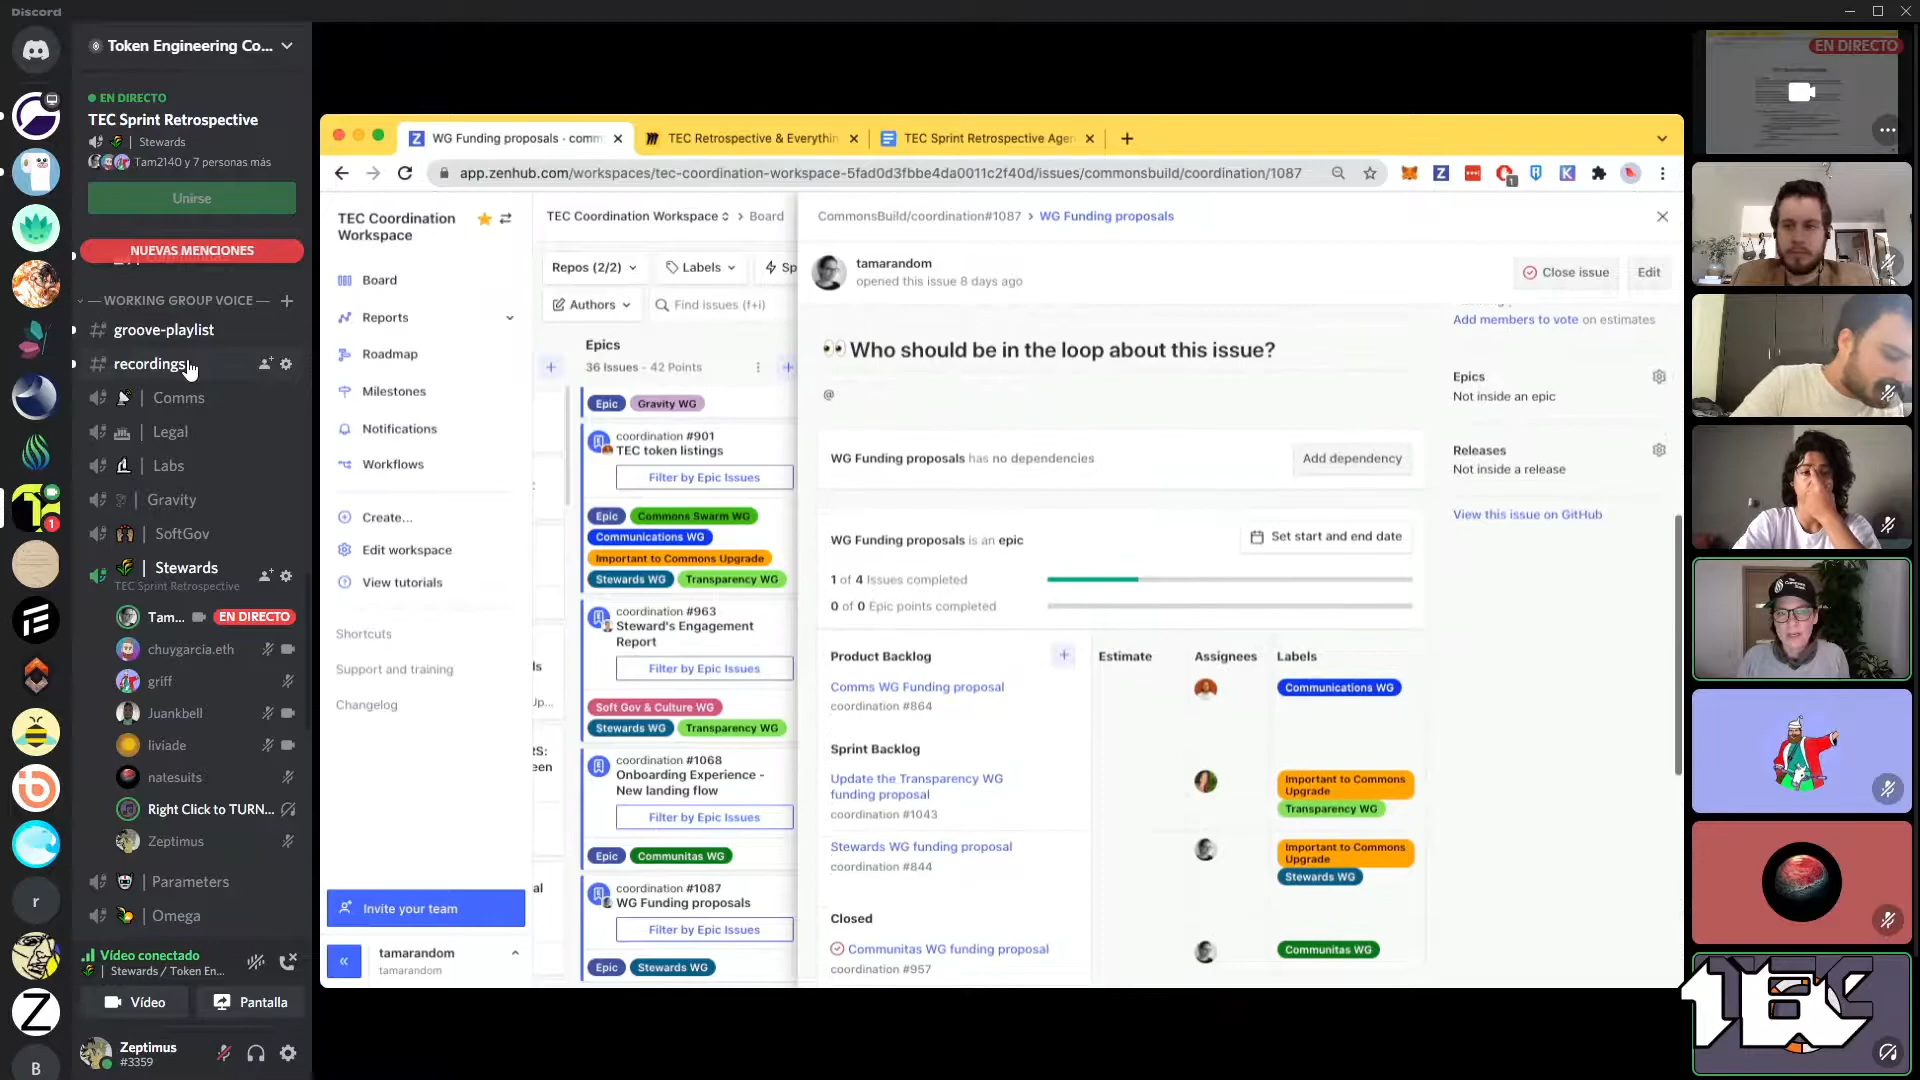 Discord
Token Engineering Co...
EN DIRECTO
TEC Sprint Retrospective
| Stewards
Tam2140 y 7 personas más
Unirse
NUEVAS MENCIONES
— WORKING GROUP VOICE —
groove-playlist
recordings
| Comms
| Legal
| Labs
| Gravity
| SoftGov
| Stewards
TEC Sprint Retrospective
Tam... EN DIRECTO
chuygarcia.eth
griff
Juankbell
liviade
natesuits
Right Click to TURN...
Zeptimus
| Parameters
| Omega
Vídeo conectado
| Stewards / Token En...
Vídeo
Pantalla
Zeptimus
#3359
1
r
Z
B
WG Funding proposals · comm
TEC Retrospective & Everythin
TEC Sprint Retrospective Agen
app.zenhub.com/workspaces/tec-coordination-workspace-5fad0d3fbbe4da0011c2f40d/issues/commonsbuild/coordination/1087
TEC Coordination
Workspace
Board
Reports
Roadmap
Milestones
Notifications
Workflows
Create...
Edit workspace
View tutorials
Shortcuts
Support and training
Changelog
Invite your team
tamarandom
tamarandom
TEC Coordination Workspace > Board
Repos (2/2)
Labels
Sp
Authors
Find issues (f+i)
Epics
36 Issues - 42 Points
Epic Gravity WG
coordination #901
TEC token listings
Filter by Epic Issues
Epic Commons Swarm WG
Communications WG
Important to Commons Upgrade
Stewards WG Transparency WG
coordination #963
Steward's Engagement
Report
Filter by Epic Issues
Soft Gov & Culture WG
Stewards WG Transparency WG
coordination #1068
Onboarding Experience -
New landing flow
Filter by Epic Issues
Epic Communitas WG
coordination #1087
WG Funding proposals
Filter by Epic Issues
Epic Stewards WG
CommonsBuild/coordination#1087 > WG Funding proposals
tamarandom
opened this issue 8 days ago
Close issue
Edit
👀 Who should be in the loop about this issue?
@
WG Funding proposals has no dependencies
Add dependency
WG Funding proposals is an epic
Set start and end date
1 of 4 Issues completed
0 of 0 Epic points completed
Product Backlog
Estimate
Assignees
Labels
Comms WG Funding proposal
coordination #864
Communications WG
Sprint Backlog
Update the Transparency WG
funding proposal
coordination #1043
Important to Commons
Upgrade
Transparency WG
Stewards WG funding proposal
coordination #844
Important to Commons
Upgrade
Stewards WG
Closed
Communitas WG funding proposal
coordination #957
Communitas WG
Add members to vote on estimates
Epics
Not inside an epic
Releases
Not inside a release
View this issue on GitHub
EN DIRECTO
TEC